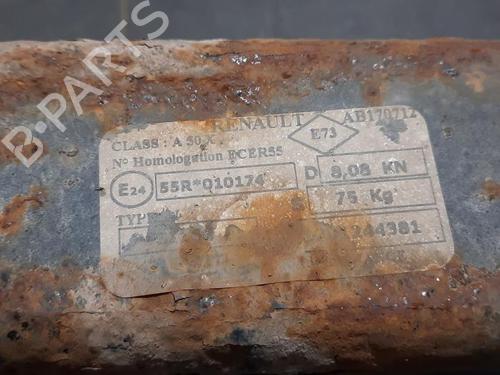 B-PARTS
RENAULT AB170712
CLASS : A 50 X E73
N° Homologation ECER55
E24 55R*010174 D 8,08 KN
S 75 Kg
TYPE
244381